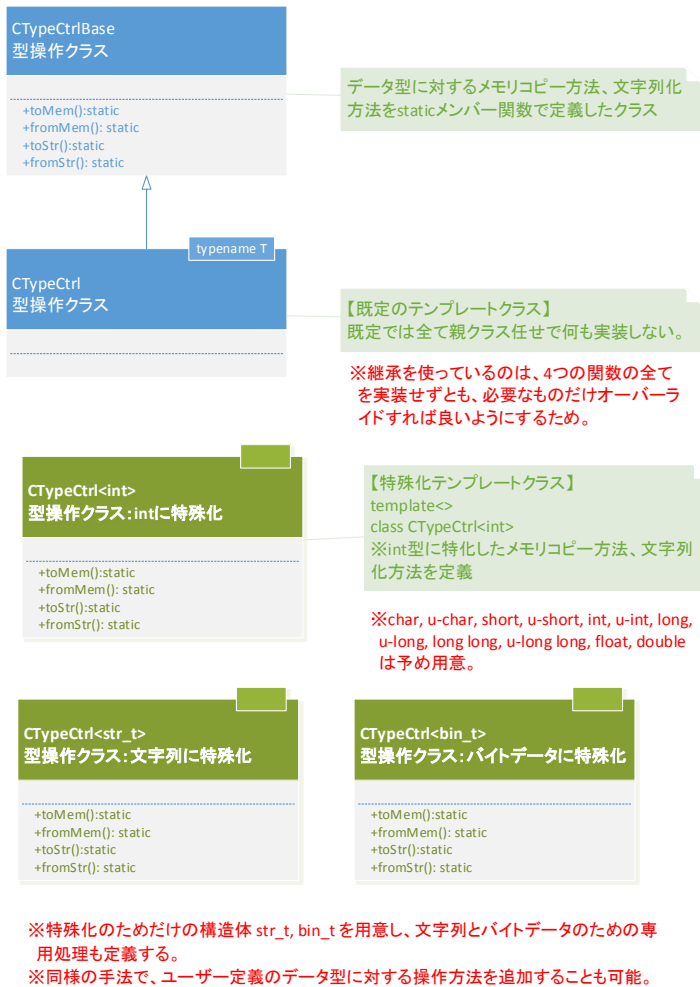 CTypeCtrlBase
型操作クラス
+toMem():static
+fromMem(): static
+toStr():static
+fromStr(): static
データ型に対するメモリコピー方法、文字列化
方法をstaticメンバー関数で定義したクラス
typename T
CTypeCtrl
型操作クラス
【既定のテンプレートクラス】
既定では全て親クラス任せで何も実装しない。
※継承を使っているのは、4つの関数の全て
を実装せずとも、必要なものだけオーバーラ
イドすれば良いようにするため。
CTypeCtrl<int>
型操作クラス：intに特殊化
+toMem():static
+fromMem(): static
+toStr():static
+fromStr(): static
【特殊化テンプレートクラス】
template<>
class CTypeCtrl<int>
※int型に特化したメモリコピー方法、文字列
化方法を定義
※char, u-char, short, u-short, int, u-int, long,
u-long, long long, u-long long, float, double
は予め用意。
CTypeCtrl<str_t>
型操作クラス：文字列に特殊化
+toMem():static
+fromMem(): static
+toStr():static
+fromStr(): static
CTypeCtrl<bin_t>
型操作クラス：バイトデータに特殊化
+toMem():static
+fromMem(): static
+toStr():static
+fromStr(): static
※特殊化のためだけの構造体 str_t, bin_t を用意し、文字列とバイトデータのための専
用処理も定義する。
※同様の手法で、ユーザー定義のデータ型に対する操作方法を追加することも可能。